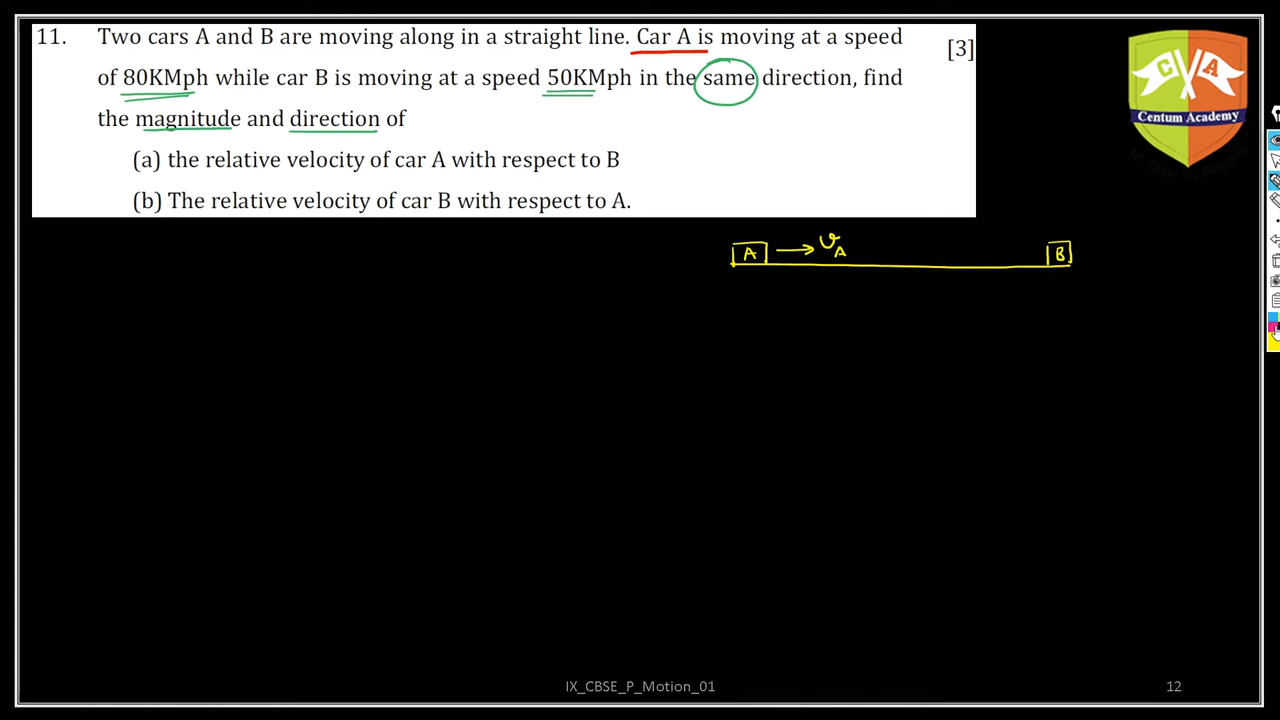 11. Two cars A and B are moving along in a straight line. Car A is moving at a speed [3]
of 80KMph while car B is moving at a speed 50KMph in the same direction, find
the magnitude and direction of
(a) the relative velocity of car A with respect to B
(b) The relative velocity of car B with respect to A.
C A
Centum Academy
A → v_A B
IX_CBSE_P_Motion_01 12